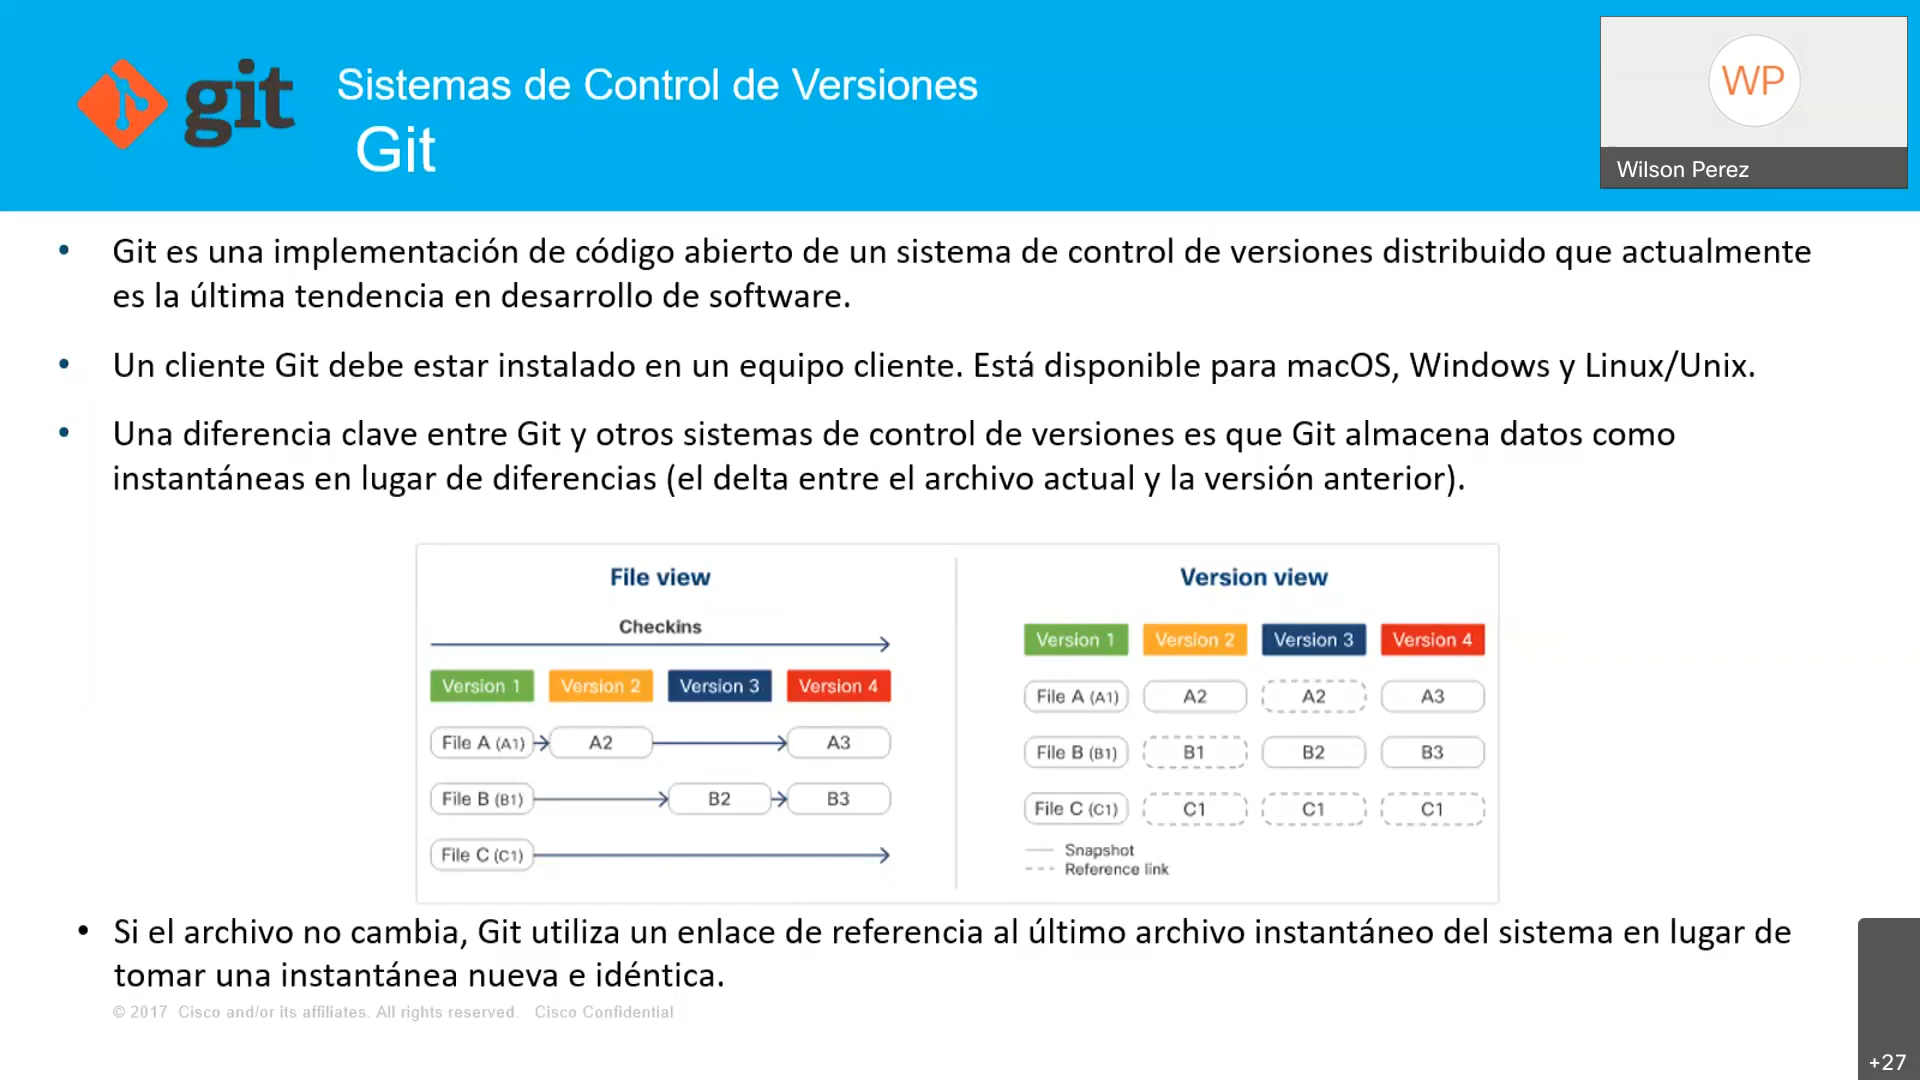 git
Sistemas de Control de Versiones
Git
WP
Wilson Perez
• Git es una implementación de código abierto de un sistema de control de versiones distribuido que actualmente
es la última tendencia en desarrollo de software.
• Un cliente Git debe estar instalado en un equipo cliente. Está disponible para macOS, Windows y Linux/Unix.
• Una diferencia clave entre Git y otros sistemas de control de versiones es que Git almacena datos como
instantáneas en lugar de diferencias (el delta entre el archivo actual y la versión anterior).
File view
Checkins
Version 1 Version 2 Version 3 Version 4
File A (A1) A2 A3
File B (B1) B2 B3
File C (C1)
Version view
Version 1 Version 2 Version 3 Version 4
File A (A1) A2 A2 A3
File B (B1) B1 B2 B3
File C (C1) C1 C1 C1
Snapshot
Reference link
• Si el archivo no cambia, Git utiliza un enlace de referencia al último archivo instantáneo del sistema en lugar de
tomar una instantánea nueva e idéntica.
© 2017 Cisco and/or its affiliates. All rights reserved. Cisco Confidential
+27